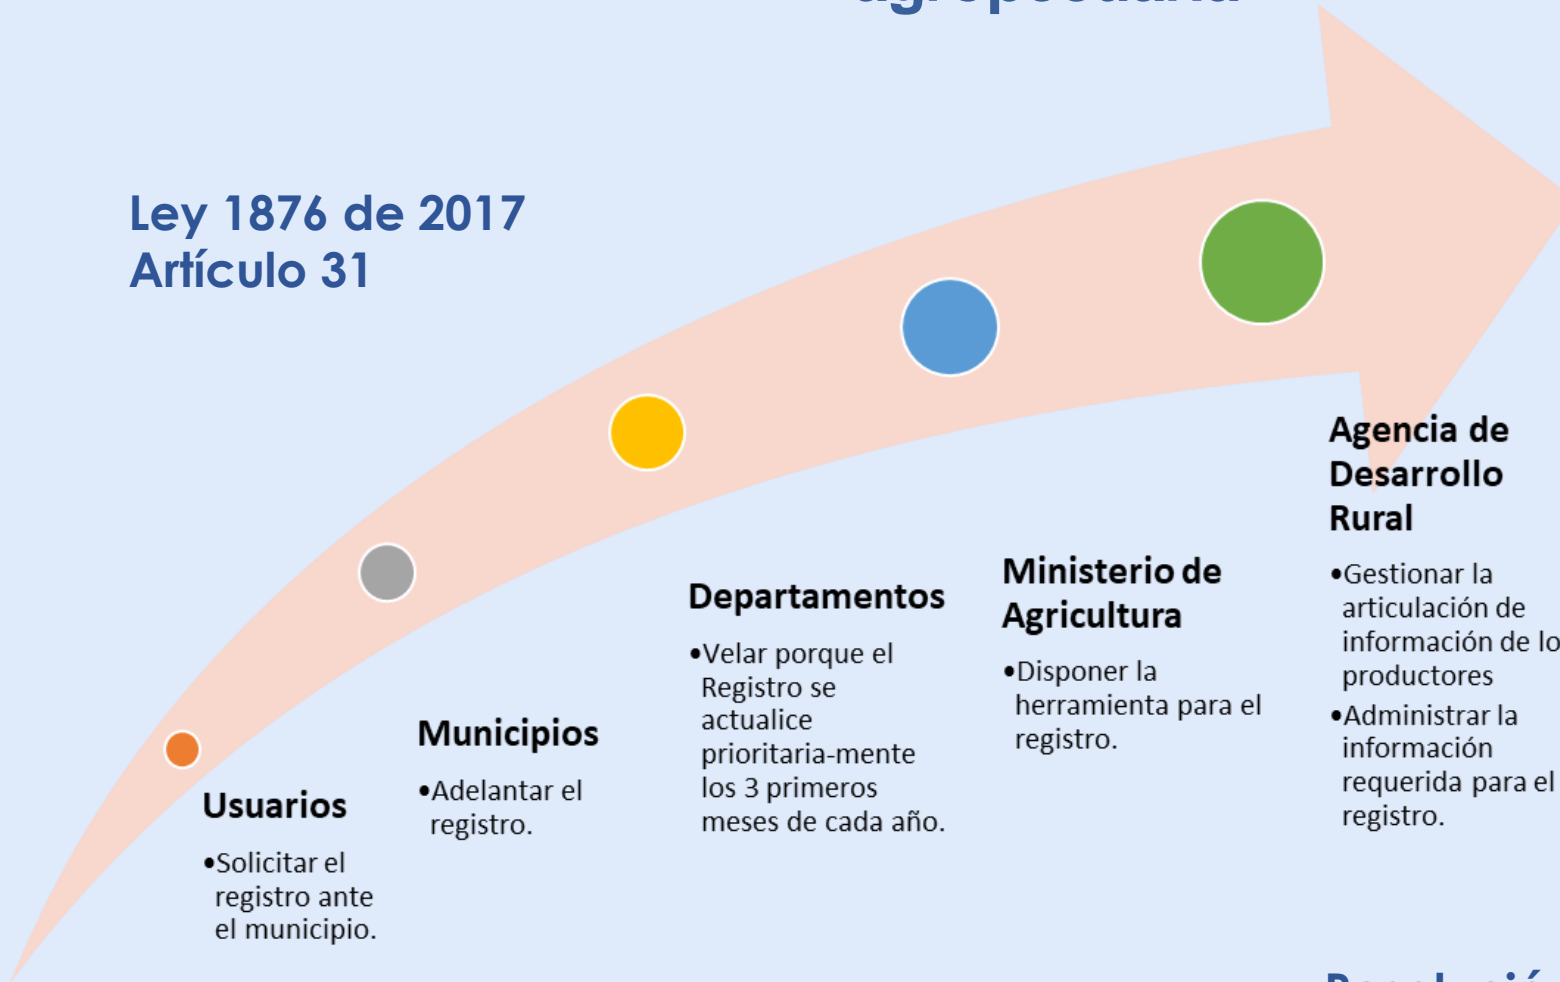 agropecuaria
Ley 1876 de 2017
Artículo 31
Usuarios
•Solicitar el
registro ante
el municipio.
Municipios
•Adelantar el
registro.
Departamentos
•Velar porque el
Registro se
actualice
prioritaria-mente
los 3 primeros
meses de cada año.
Ministerio de
Agricultura
•Disponer la
herramienta para el
registro.
Agencia de
Desarrollo
Rural
•Gestionar la
articulación de
información de lo
productores
•Administrar la
información
requerida para el
registro.